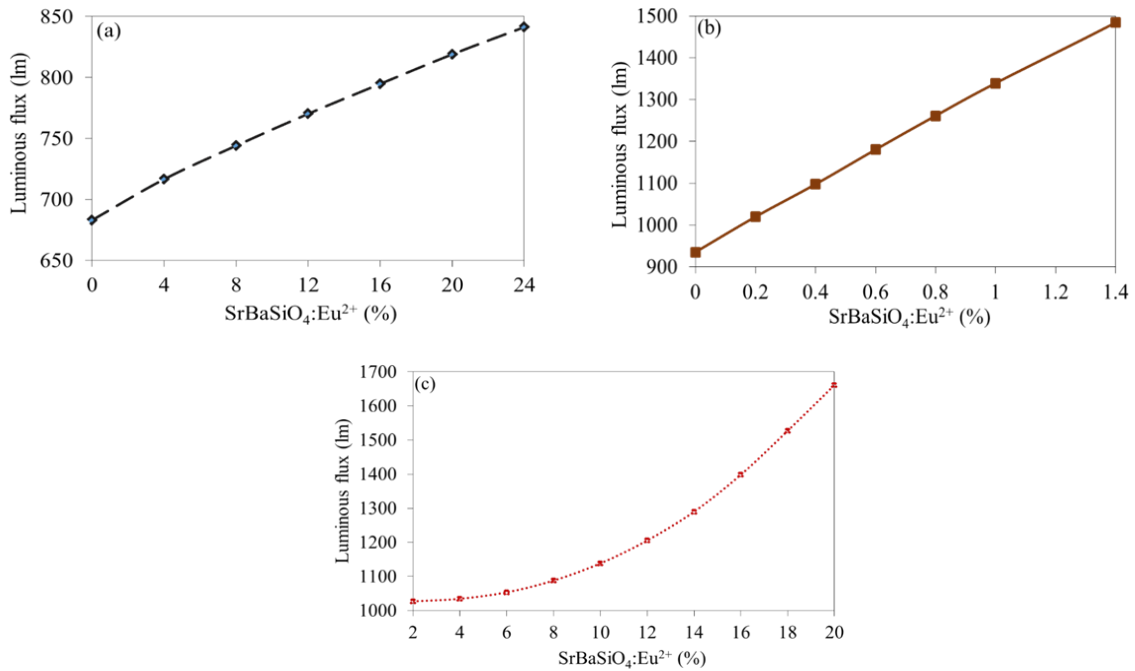 (a)
Luminous flux (lm)
850
800
750
700
650
0 4 8 12 16 20 24
SrBaSiO₄:Eu²⁺ (%)
(b)
Luminous flux (lm)
1500
1400
1300
1200
1100
1000
900
0 0.2 0.4 0.6 0.8 1 1.2 1.4
SrBaSiO₄:Eu²⁺ (%)
(c)
Luminous flux (lm)
1700
1600
1500
1400
1300
1200
1100
1000
2 4 6 8 10 12 14 16 18 20
SrBaSiO₄:Eu²⁺ (%)